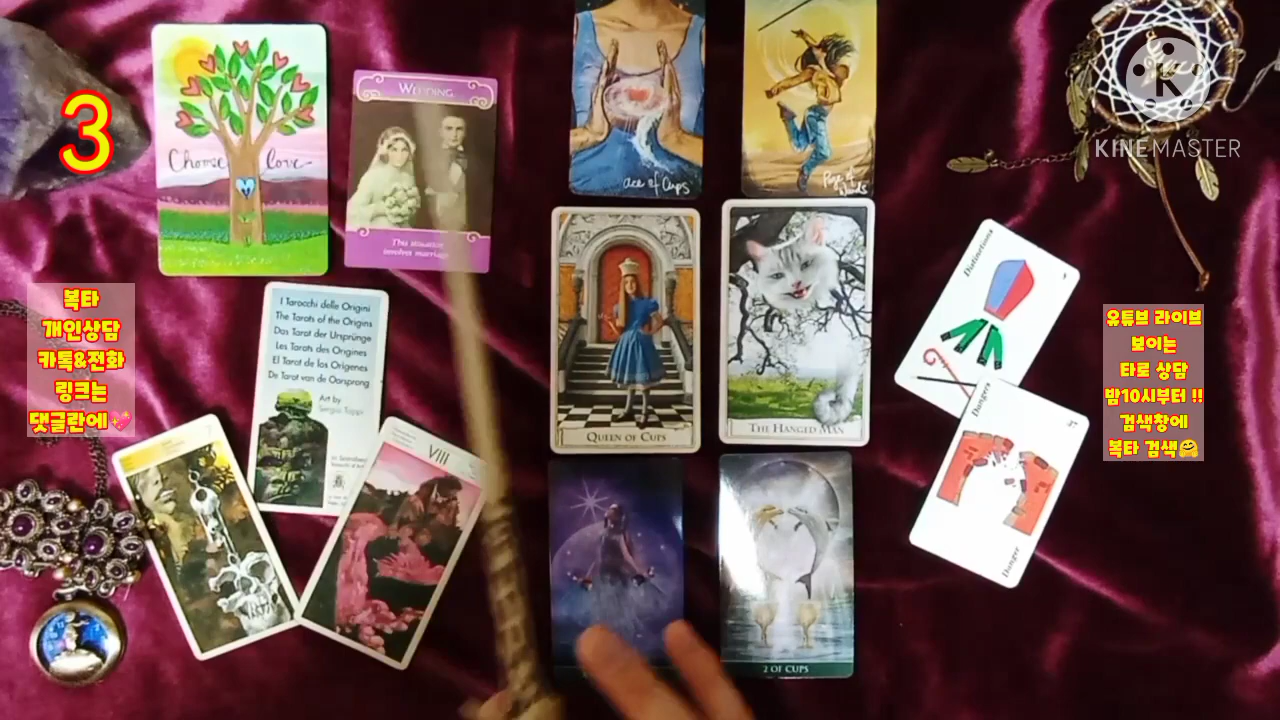 3
Choose love
WEDDING
This situation
involves marriage
Ace of Cups
Page of
Wands
KINEMASTER
복타
개인상담
카톡&전화
링크는
댓글란에💖
I Tarocchi delle Origini
The Tarots of the Origins
Das Tarot der Ursprünge
Les Tarots des Origines
El Tarot de los Orígenes
De Tarot van de Oorsprong
Art by
Sergio Toppi
VIII
QUEEN OF CUPS
THE HANGED MAN
2 OF CUPS
Distinctions
Dangers
Danger
유튜브 라이브
보이는
타로 상담
밤10시부터 !!
검색창에
복타 검색🤗